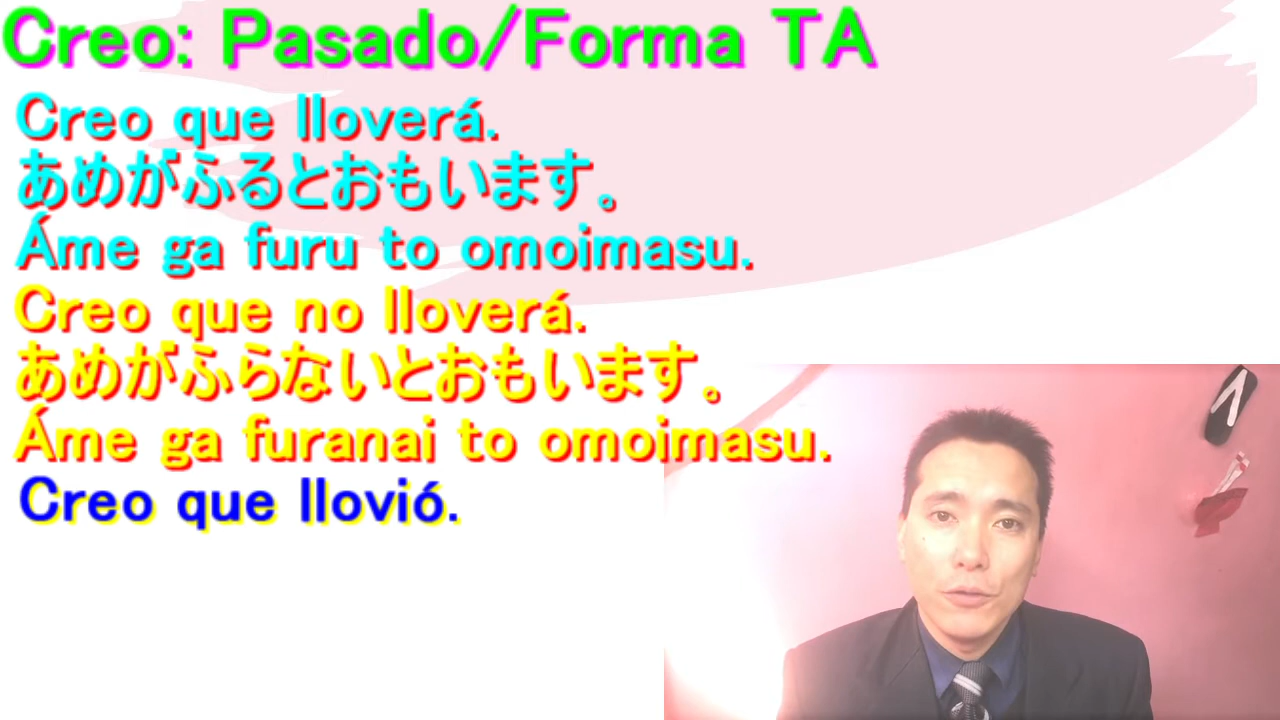 Creo: Pasado/Forma TA
Creo que lloverá.
あめがふるとおもいます。
Áme ga furu to omoimasu.
Creo que no lloverá.
あめがふらないとおもいます。
Áme ga furanai to omoimasu.
Creo que llovió.